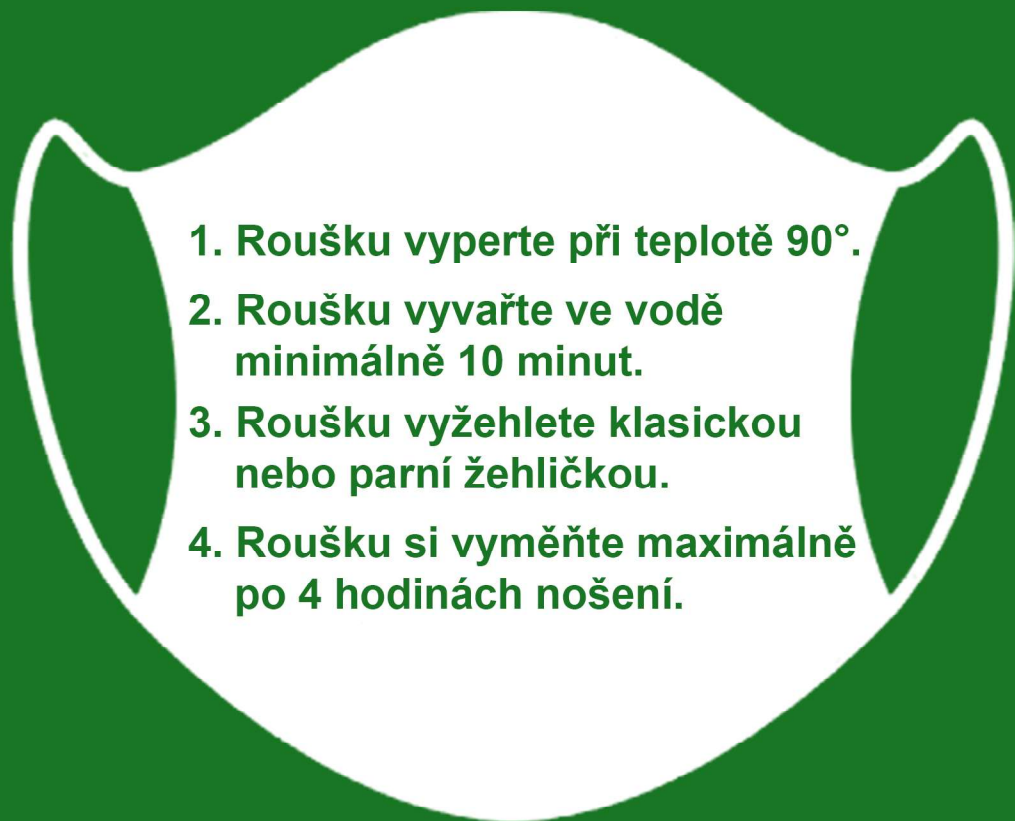 1. Roušku vyperte při teplotě 90°.
2. Roušku vyvařte ve vodě
minimálně 10 minut.
3. Roušku vyžehlete klasickou
nebo parní žehličkou.
4. Roušku si vyměňte maximálně
po 4 hodinách nošení.